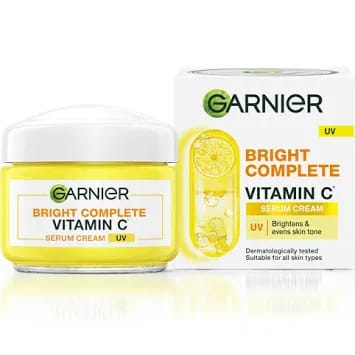 GARNIER
BRIGHT COMPLETE
VITAMIN C*
SERUM CREAM UV
GARNIER
UV
BRIGHT
COMPLETE
VITAMIN C*
SERUM CREAM
UV
Brightens &
evens skin tone
Dermatologically tested
Suitable for all skin types